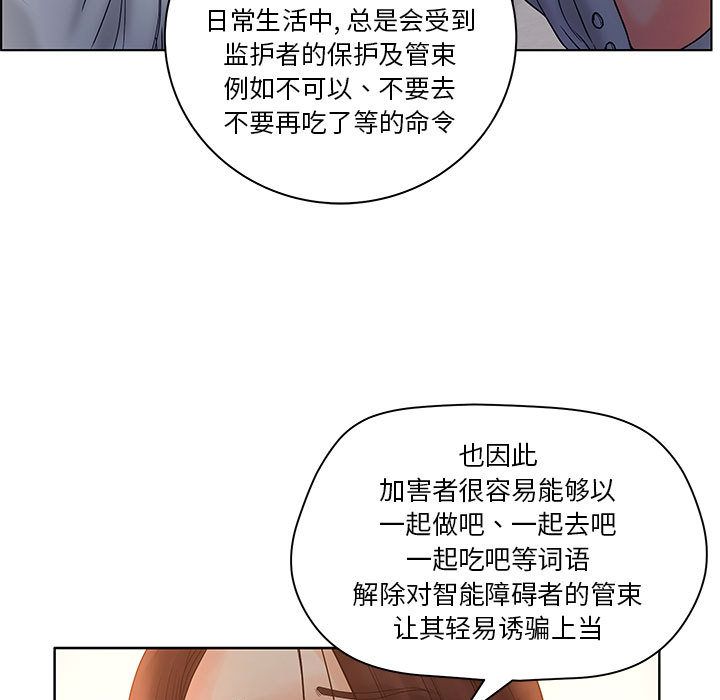 日常生活中, 总是会受到
监护者的保护及管束
例如不可以、不要去
不要再吃了等的命令
也因此
加害者很容易能够以
一起做吧、一起去吧
一起吃吧等词语
解除对智能障碍者的管束
让其轻易诱骗上当